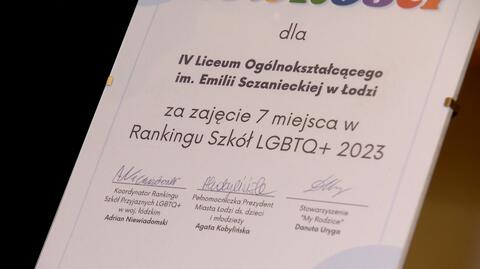 dla
IV Liceum Ogólnokształcącego
im. Emilii Sczanieckiej w Łodzi
za zajęcie 7 miejsca w
Rankingu Szkół LGBTQ+ 2023
Koordynator Rankingu
Szkół Przyjaznych LGBTQ+
w woj. łódzkim
Adrian Niewiadomski
Pełnomocniczka Prezydent
Miasta Łodzi ds. dzieci
i młodzieży
Agata Kobylińska
Stowarzyszenie
"My Rodzice"
Danuta Uryga